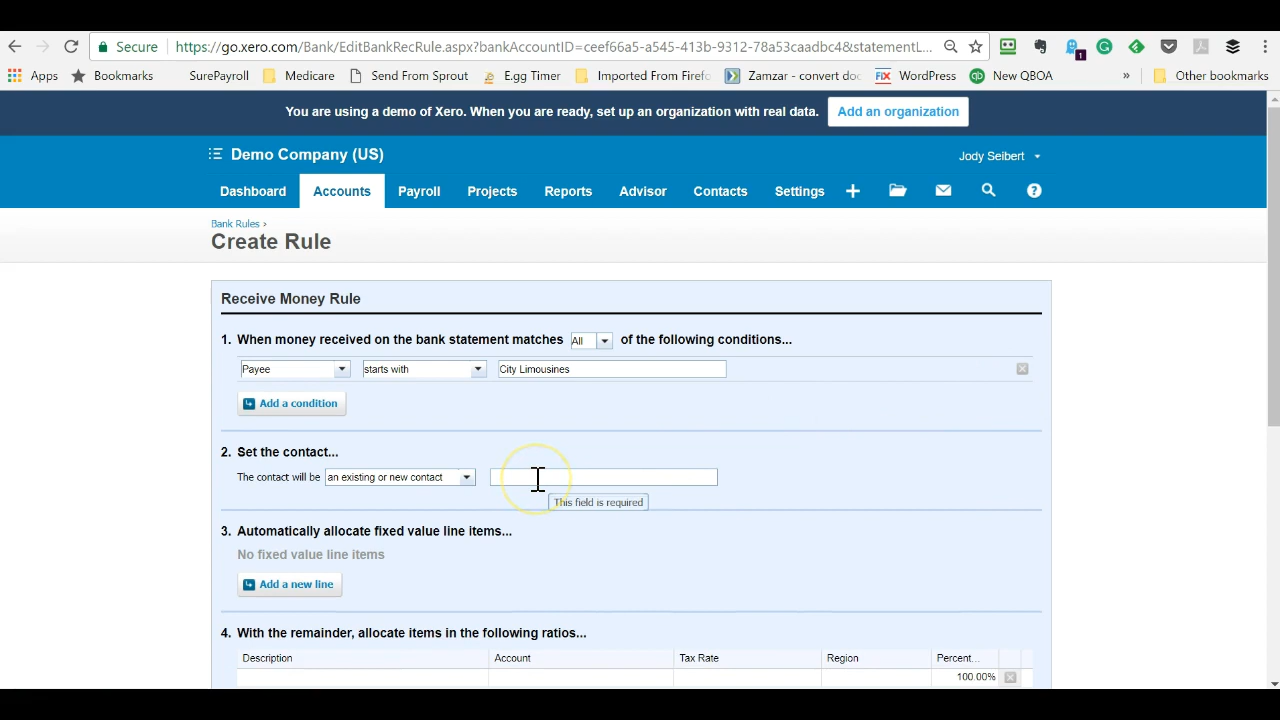 Secure https://go.xero.com/Bank/EditBankRecRule.aspx?bankAccountID=ceef66a5-a545-413b-9312-78a53caadbc4&statementL...
1
Apps Bookmarks SurePayroll Medicare Send From Sprout E.gg Timer Imported From Firefo Zamzar - convert doc FIX WordPress qb New QBOA » Other bookmarks
You are using a demo of Xero. When you are ready, set up an organization with real data. Add an organization
Demo Company (US) Jody Seibert
Dashboard Accounts Payroll Projects Reports Advisor Contacts Settings + ?
Bank Rules ›
Create Rule
Receive Money Rule
1. When money received on the bank statement matches All of the following conditions...
Payee starts with City Limousines
Add a condition
2. Set the contact...
The contact will be an existing or new contact
This field is required
3. Automatically allocate fixed value line items...
No fixed value line items
Add a new line
4. With the remainder, allocate items in the following ratios...
Description Account Tax Rate Region Percent...
100.00%